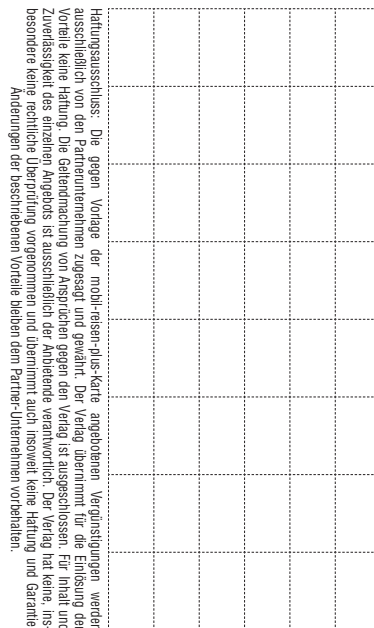 Haftungsausschluss: Die gegen Vorlage der mobil-reisen-plus-Karte angebotenen Vergünstigungen werden
ausschließlich von den Partnerunternehmen zugesagt und gewährt. Der Verlag übernimmt für die Einlösung der
Vorteile keine Haftung. Die Geltendmachung von Ansprüchen gegen den Verlag ist ausgeschlossen. Für Inhalt und
Zuverlässigkeit des einzelnen Angebots ist ausschließlich der Anbietende verantwortlich. Der Verlag hat keine, ins-
besondere keine rechtliche Überprüfung vorgenommen und übernimmt auch insoweit keine Haftung und Garantie.
Änderungen der beschriebenen Vorteile bleiben dem Partner-Unternehmen vorbehalten.